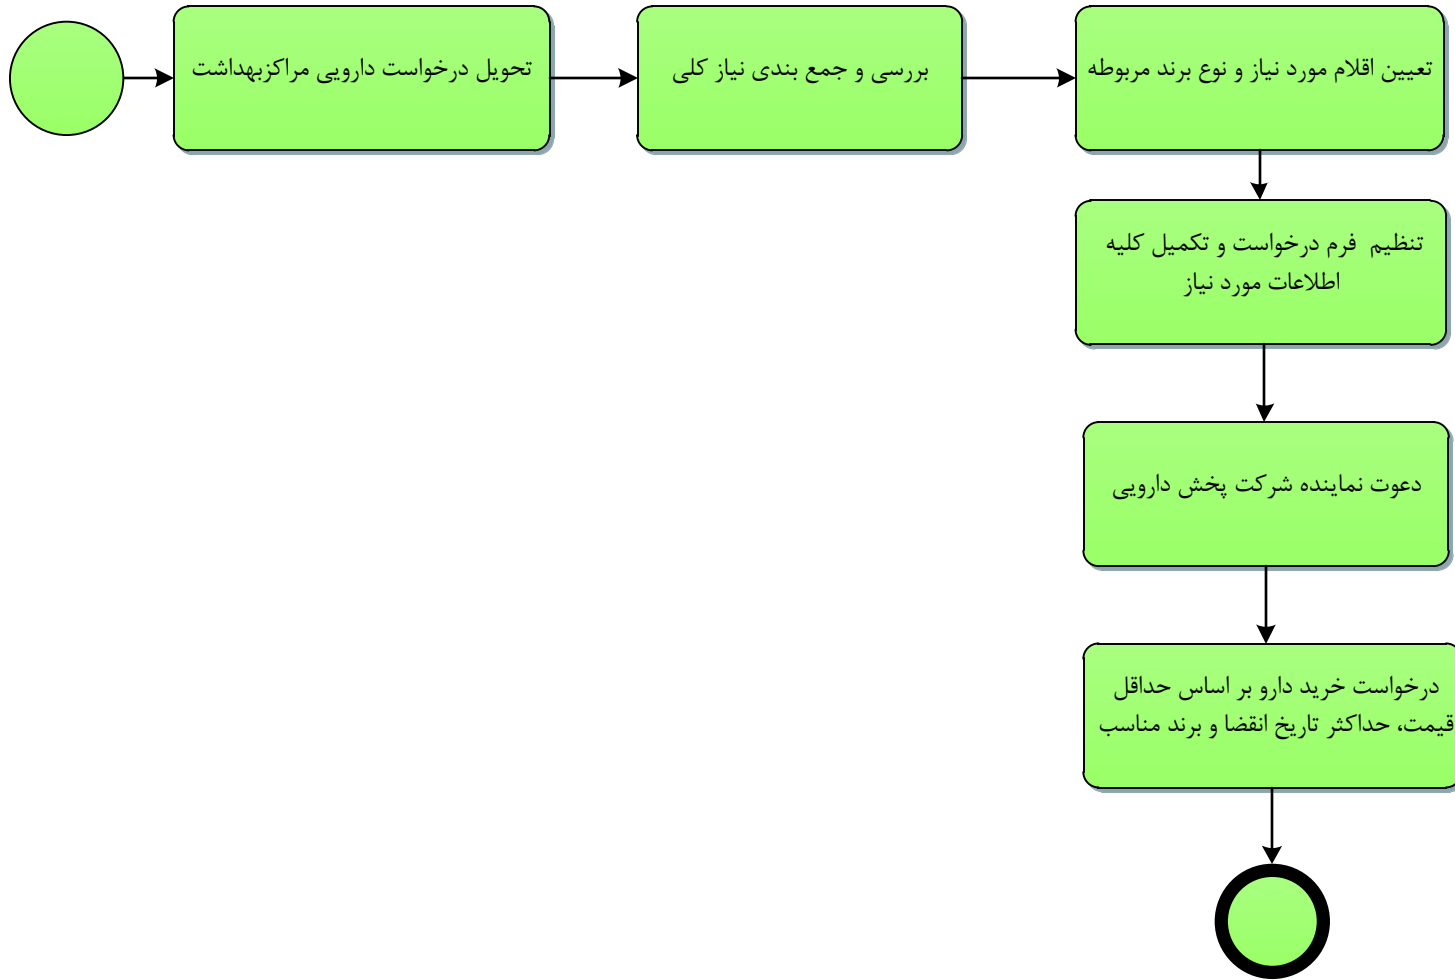 تحویل درخواست دارویی مراکزبهداشت
بررسی و جمع بندی نیاز کلی
تعیین اقلام مورد نیاز و نوع برند مربوطه
تنظیم فرم درخواست و تکمیل کلیه
اطلاعات مورد نیاز
دعوت نماینده شرکت پخش دارویی
درخواست خرید دارو بر اساس حداقل
قیمت، حداکثر تاریخ انقضا و برند مناسب